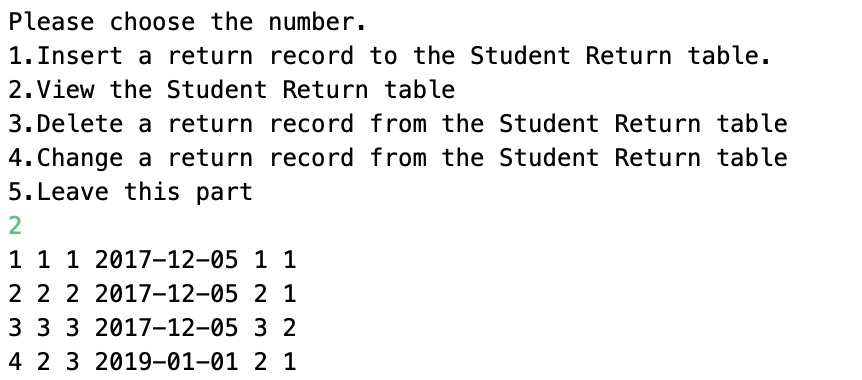 Please choose the number.
1.Insert a return record to the Student Return table.
2.View the Student Return table
3.Delete a return record from the Student Return table
4.Change a return record from the Student Return table
5.Leave this part
2
1 1 1 2017-12-05 1 1
2 2 2 2017-12-05 2 1
3 3 3 2017-12-05 3 2
4 2 3 2019-01-01 2 1